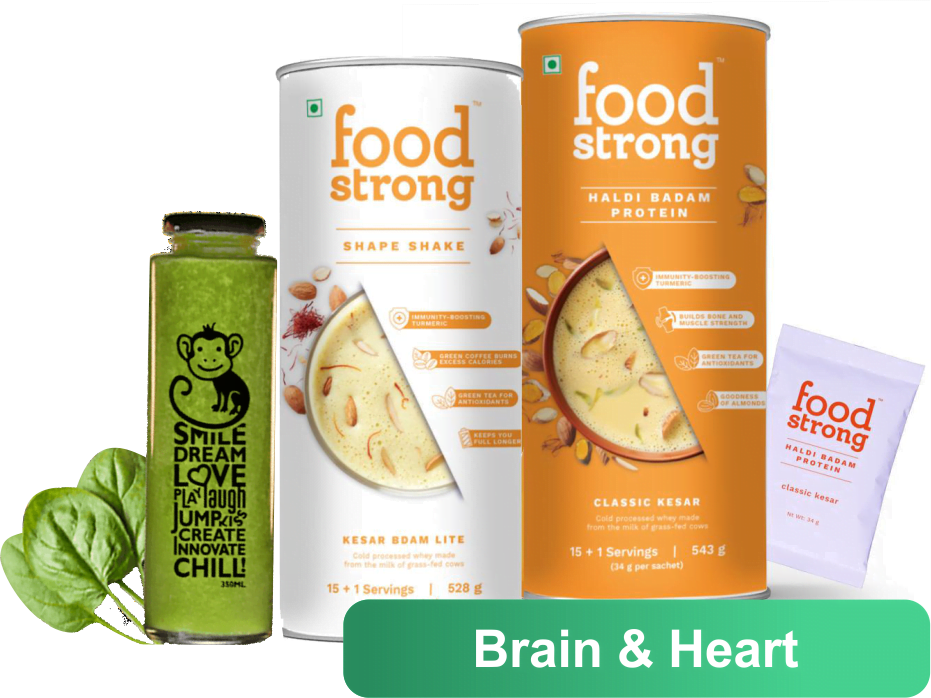 SMILE
DREAM
LOVE
PLAY laugh
JUMP KISS
CREATE
INNOVATE
CHILL!
350ML.
food
strong
TM
SHAPE SHAKE
IMMUNITY-BOOSTING
TURMERIC
GREEN COFFEE BURNS
EXCESS CALORIES
GREEN TEA FOR
ANTIOXIDANTS
KEEPS YOU
FULL LONGER
KESAR BDAM LITE
Cold processed whey made
from the milk of grass-fed cows
15 + 1 Servings | 528 g
food
strong
TM
HALDI BADAM
PROTEIN
IMMUNITY-BOOSTING
TURMERIC
BUILDS BONE AND
MUSCLE STRENGTH
GREEN TEA FOR
ANTIOXIDANTS
GOODNESS
OF ALMONDS
CLASSIC KESAR
Cold processed whey made
from the milk of grass-fed cows
15 + 1 Servings | 543 g
(34 g per sachet)
food
strong
TM
HALDI BADAM
PROTEIN
classic kesar
Nt Wt: 34 g
Brain & Heart